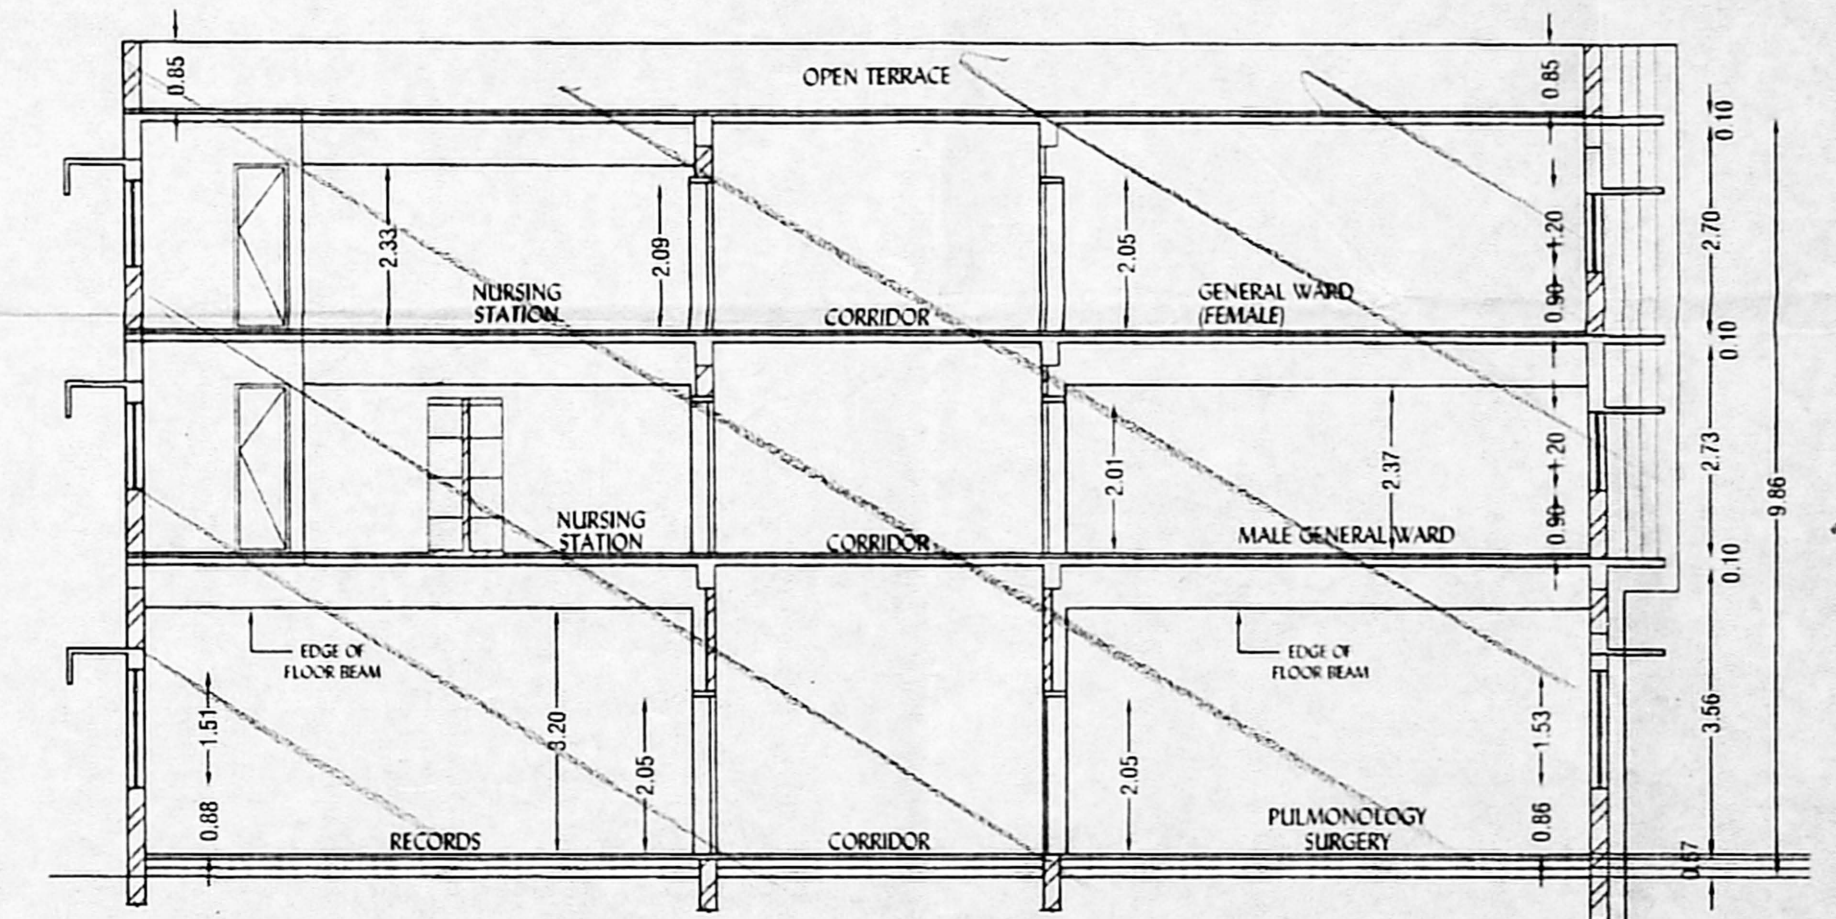 OPEN TERRACE
0.85
0.85
0.10
2.33
2.09
2.05
1.20
2.70
NURSING
STATION
CORRIDOR
GENERAL WARD
(FEMALE)
0.90
0.10
2.01
2.37
1.20
2.73
9.86
NURSING
STATION
CORRIDOR
MALE GENERAL WARD
0.90
0.10
EDGE OF
FLOOR BEAM
EDGE OF
FLOOR BEAM
1.51
3.20
2.05
2.05
1.53
3.56
0.88
RECORDS
CORRIDOR
PULMONOLOGY
SURGERY
0.86